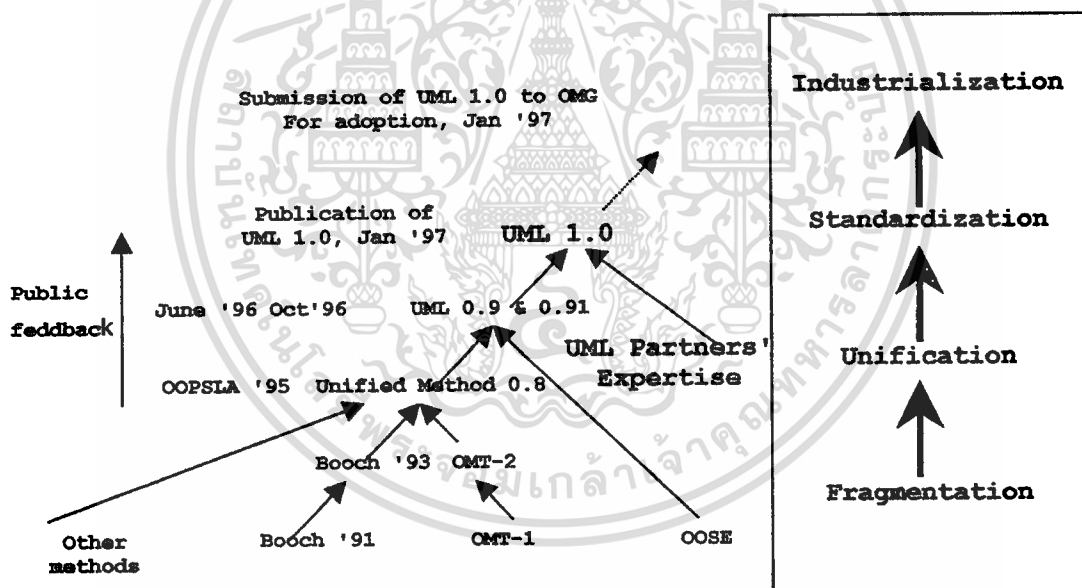 Submission of UML 1.0 to OMG
For adoption, Jan '97
Publication of
UML 1.0, Jan '97
UML 1.0
Public
feddback
June '96 Oct'96
UML 0.9 & 0.91
UML Partners'
Expertise
OOPSLA '95
Unified Method 0.8
Booch '93
OMT-2
Other
methods
Booch '91
OMT-1
OOSE
Industrialization
Standardization
Unification
Fragmentation